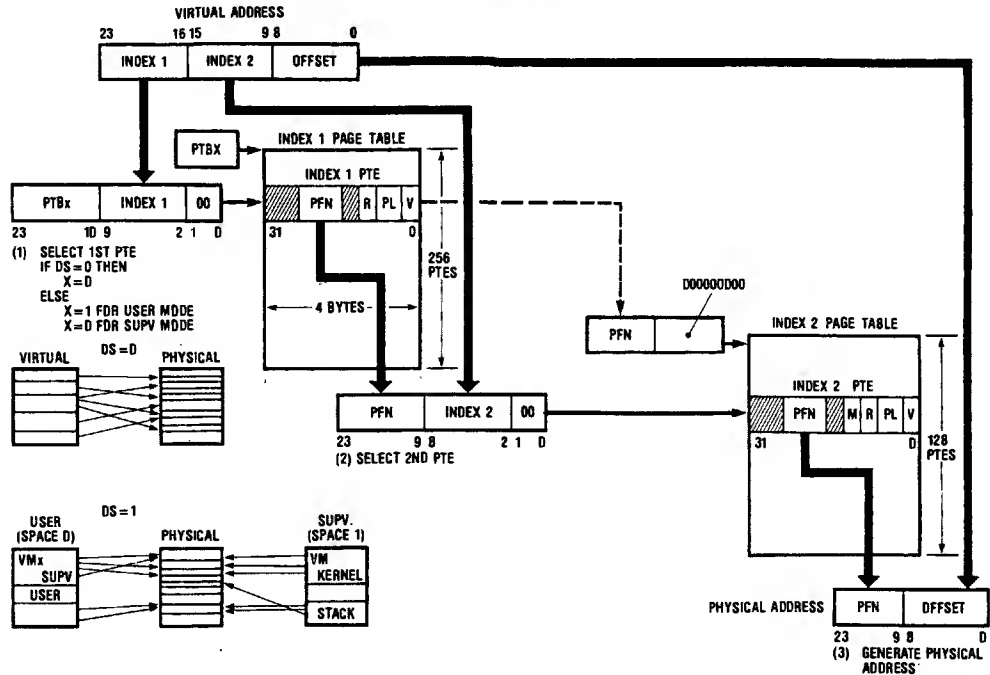 VIRTUAL ADDRESS
23 16 15 9 8 0
INDEX 1 INDEX 2 OFFSET
PTBX
INDEX 1 PAGE TABLE
INDEX 1 PTE
PFN R PL V
31 0
256 PTES
4 BYTES
PTBx INDEX 1 00
23 10 9 2 1 0
(1) SELECT 1ST PTE
IF DS=0 THEN
X=0
ELSE
X=1 FOR USER MODE
X=0 FOR SUPV MODE
000000000
PFN
INDEX 2 PAGE TABLE
INDEX 2 PTE
PFN M R PL V
31 0
128 PTES
DS=0
VIRTUAL PHYSICAL
PFN INDEX 2 00
23 9 8 2 1 0
(2) SELECT 2ND PTE
DS=1
USER (SPACE 0)
PHYSICAL
SUPV. (SPACE 1)
VMx
SUPV
USER
VM
KERNEL
STACK
PHYSICAL ADDRESS
PFN OFFSET
23 9 8 0
(3) GENERATE PHYSICAL
ADDRESS